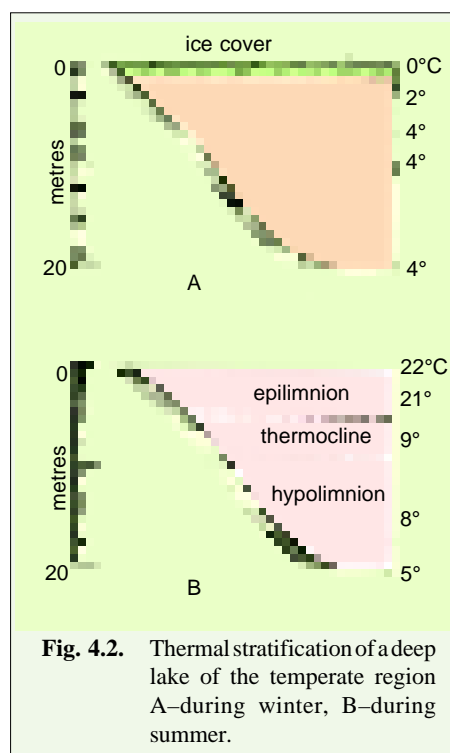 ice cover
0
0°C
2°
4°
4°
metres
20
4°
A
22°C
0
epilimnion
21°
thermocline
9°
metres
hypolimnion
8°
20
5°
B
Fig. 4.2. Thermal stratification of a deep
lake of the temperate region
A–during winter, B–during
summer.